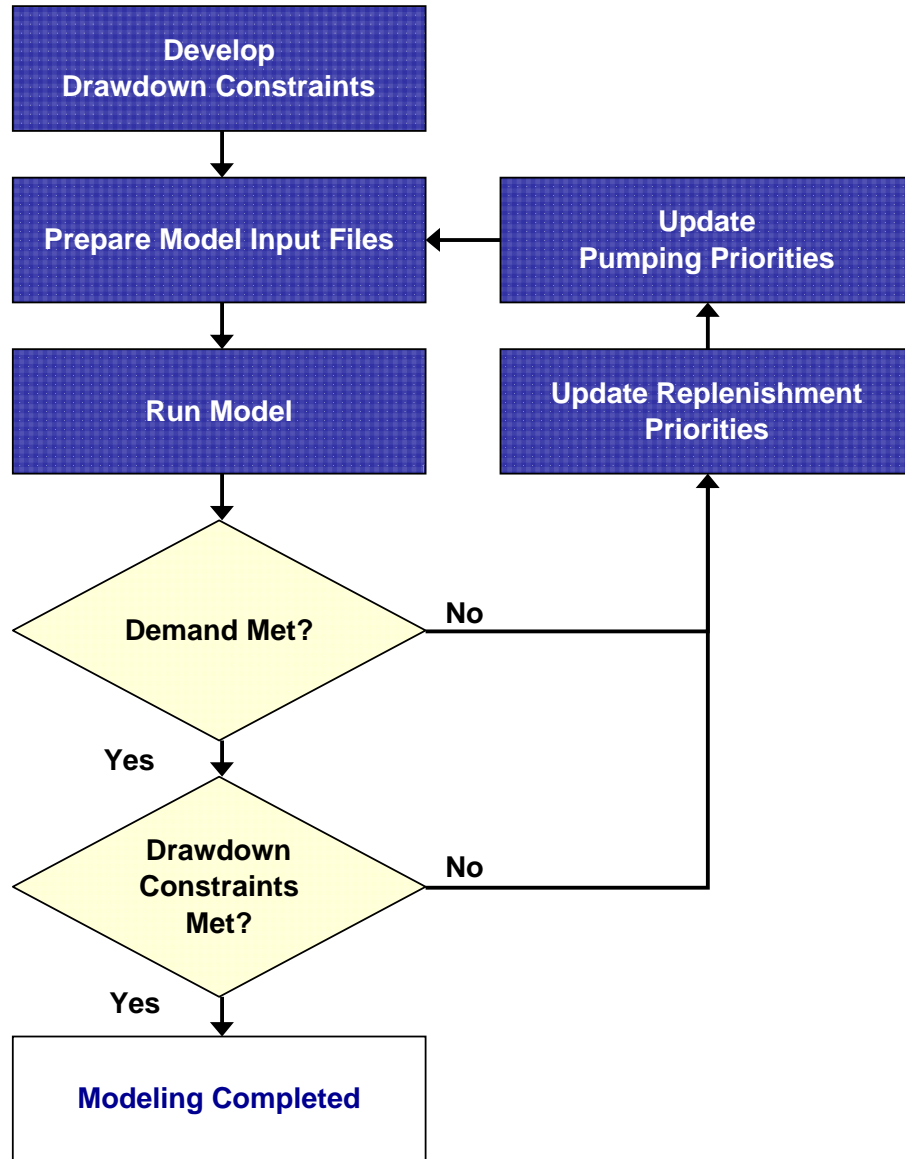 Develop
Drawdown Constraints
Prepare Model Input Files
Update
Pumping Priorities
Run Model
Update Replenishment
Priorities
Demand Met?
No
Yes
Drawdown
Constraints
Met?
No
Yes
Modeling Completed